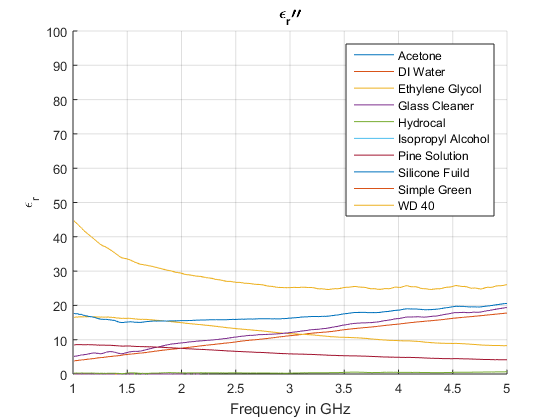 ϵr''
100
90
80
70
60
50
40
30
20
10
0
ϵr
Acetone
DI Water
Ethylene Glycol
Glass Cleaner
Hydrocal
Isopropyl Alcohol
Pine Solution
Silicone Fuild
Simple Green
WD 40
1 1.5 2 2.5 3 3.5 4 4.5 5
Frequency in GHz